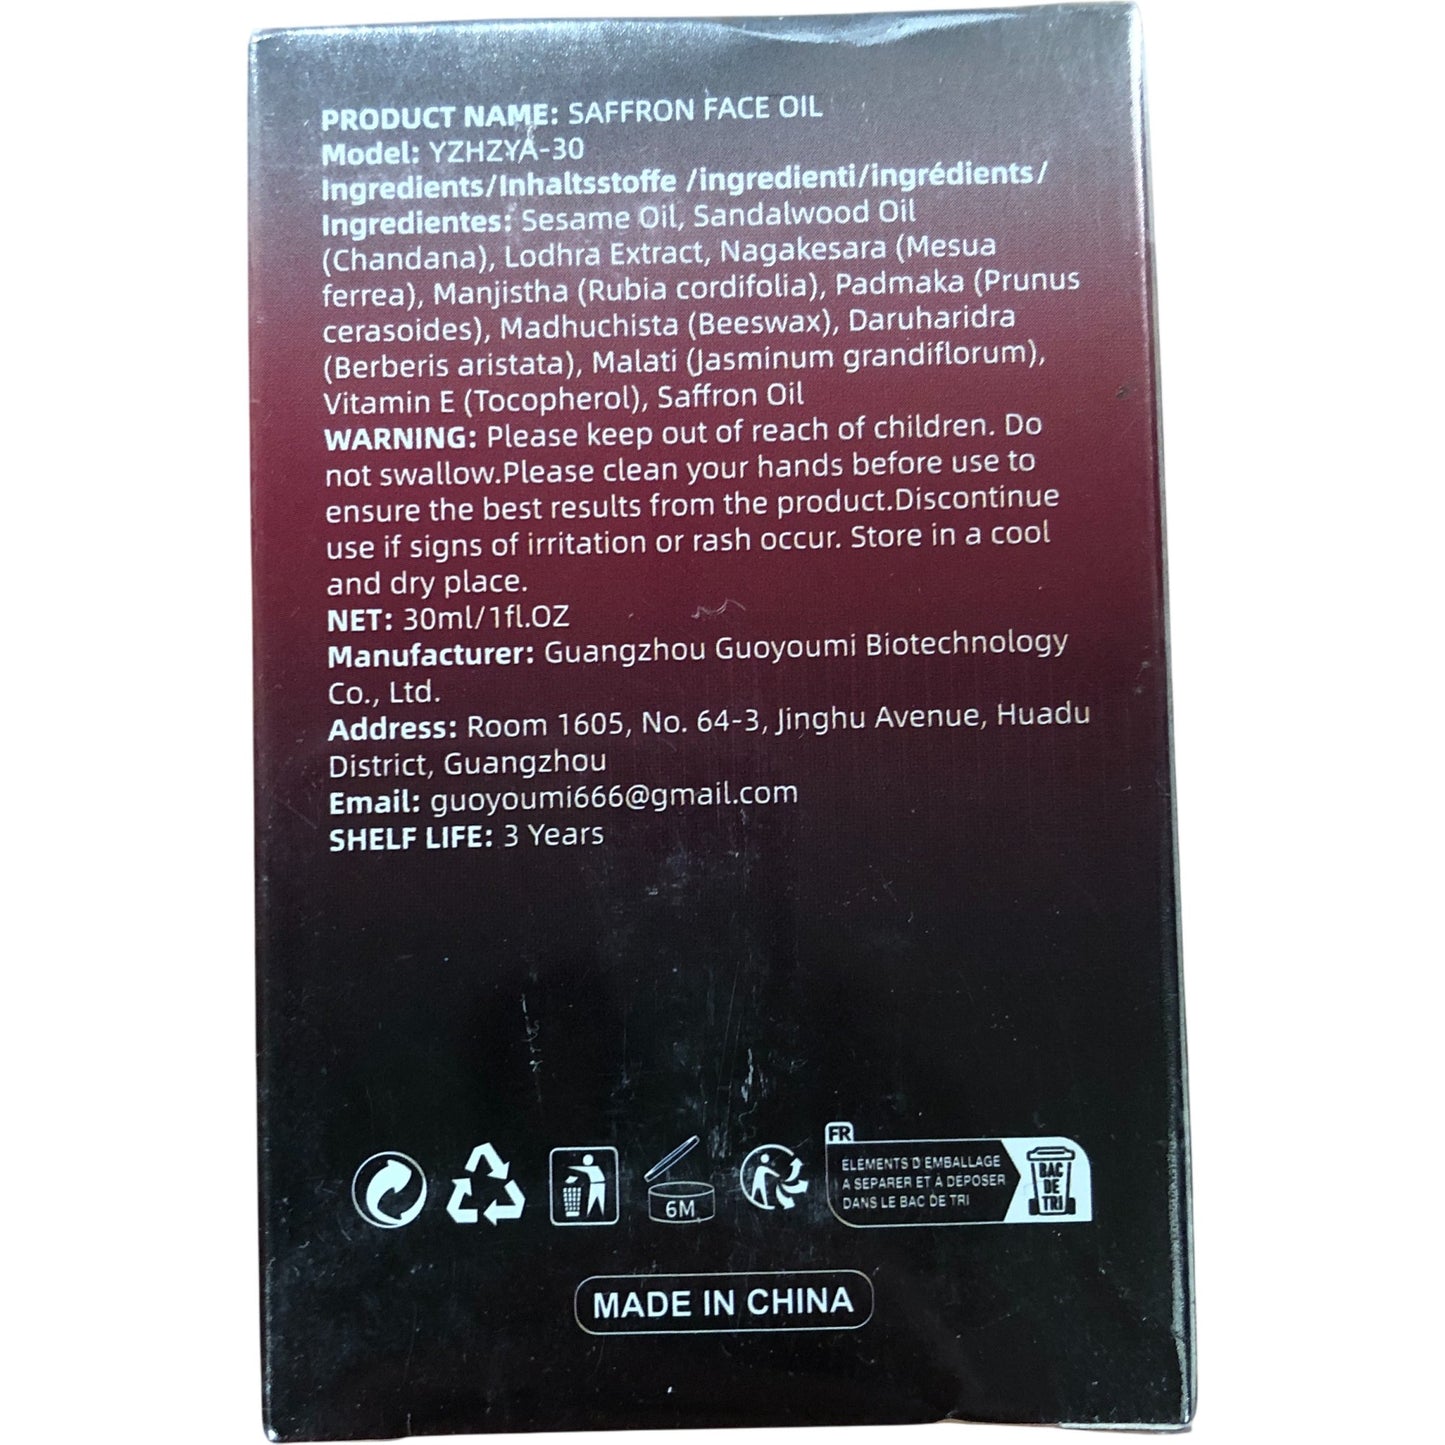 PRODUCT NAME: SAFFRON FACE OIL
Model: YZHZYA-30
Ingredients/Inhaltsstoffe /ingredienti/ingrédients/
Ingredientes: Sesame Oil, Sandalwood Oil
(Chandana), Lodhra Extract, Nagakesara (Mesua
ferrea), Manjistha (Rubia cordifolia), Padmaka (Prunus
cerasoides), Madhuchista (Beeswax), Daruharidra
(Berberis aristata), Malati (Jasminum grandiflorum),
Vitamin E (Tocopherol), Saffron Oil
WARNING: Please keep out of reach of children. Do
not swallow.Please clean your hands before use to
ensure the best results from the product.Discontinue
use if signs of irritation or rash occur. Store in a cool
and dry place.
NET: 30ml/1fl.OZ
Manufacturer: Guangzhou Guoyoumi Biotechnology
Co., Ltd.
Address: Room 1605, No. 64-3, Jinghu Avenue, Huadu
District, Guangzhou
Email: guoyoumi666@gmail.com
SHELF LIFE: 3 Years
6M
FR
ELEMENTS D'EMBALLAGE
A SEPARER ET À DEPOSER
DANS LE BAC DE TRI
BAC
DE
TRI
MADE IN CHINA